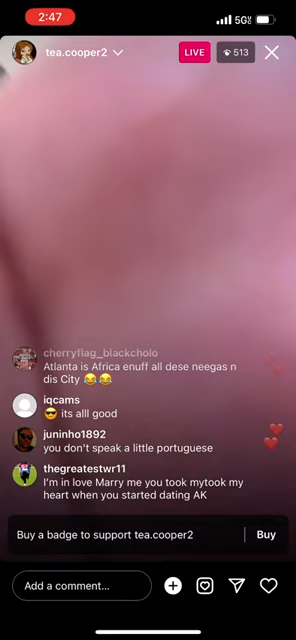 2:47
5G
tea.cooper2
LIVE
513
cherryflag_blackcholo
Atlanta is Africa enuff all dese neegas n
dis City 😂😂
iqcams
😎 its alll good
juninho1892
you don't speak a little portuguese
thegreatestwr11
I'm in love Marry me you took mytook my
heart when you started dating AK
Buy a badge to support tea.cooper2
Buy
Add a comment...